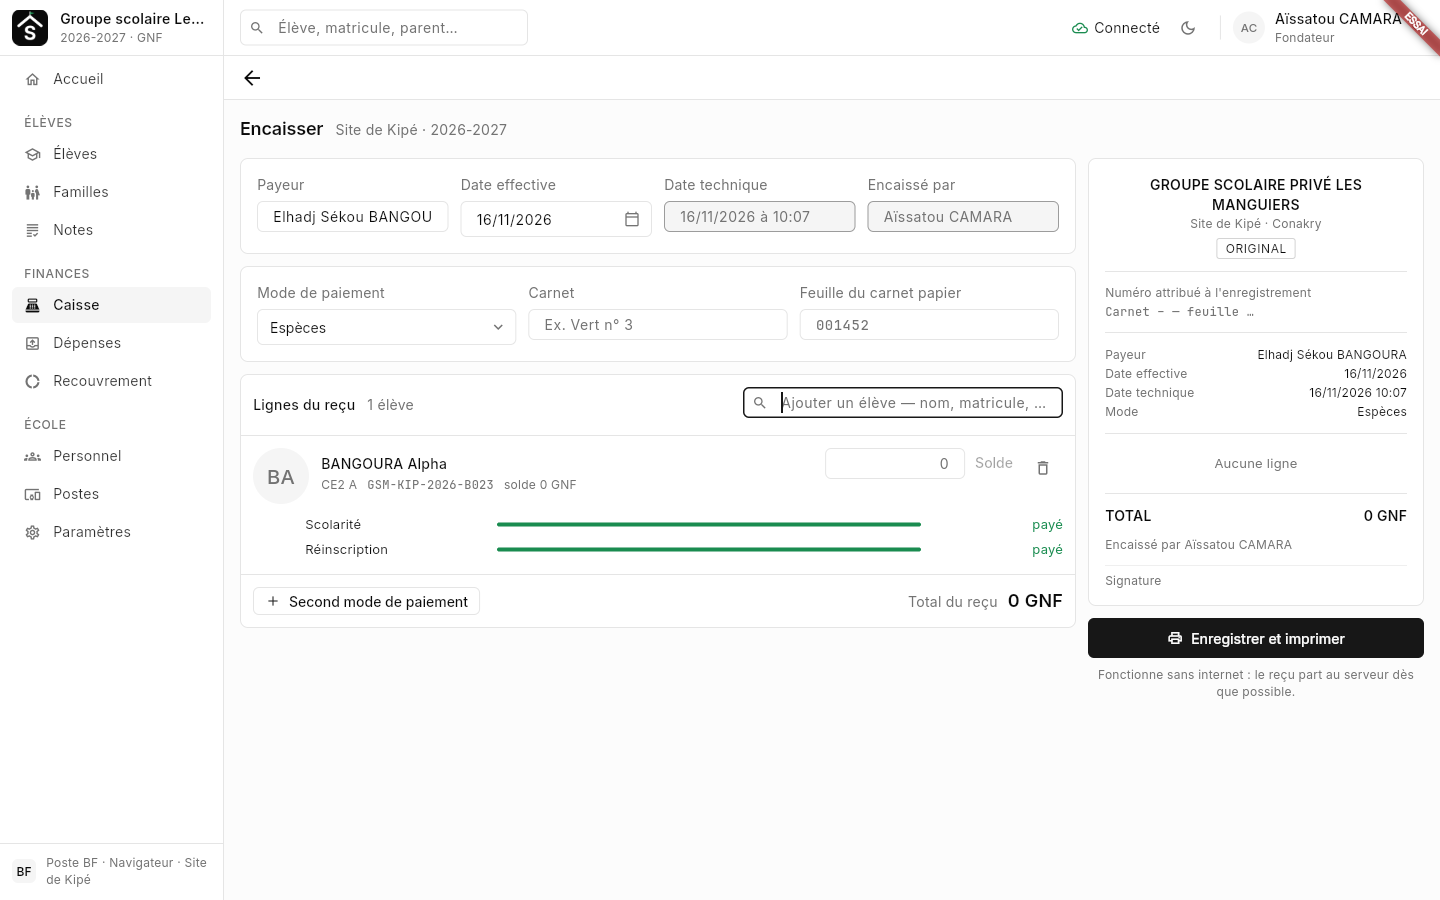 Groupe scolaire Le...
2026-2027 · GNF
Élève, matricule, parent...
Connecté
AC
Aïssatou CAMARA
Fondateur
ESSAI
Accueil
ÉLÈVES
Élèves
Familles
Notes
FINANCES
Caisse
Dépenses
Recouvrement
ÉCOLE
Personnel
Postes
Paramètres
BF
Poste BF · Navigateur · Site
de Kipé
Encaisser
Site de Kipé · 2026-2027
Payeur
Elhadj Sékou BANGOU
Date effective
16/11/2026
Date technique
16/11/2026 à 10:07
Encaissé par
Aïssatou CAMARA
Mode de paiement
Espèces
Carnet
Ex. Vert n° 3
Feuille du carnet papier
001452
Lignes du reçu
1 élève
Ajouter un élève — nom, matricule, ...
BA
BANGOURA Alpha
CE2 A GSM-KIP-2026-B023 solde 0 GNF
0
Solde
Scolarité
payé
Réinscription
payé
Second mode de paiement
Total du reçu 0 GNF
GROUPE SCOLAIRE PRIVÉ LES
MANGUIERS
Site de Kipé · Conakry
ORIGINAL
Numéro attribué à l'enregistrement
Carnet – — feuille …
Payeur Elhadj Sékou BANGOURA
Date effective 16/11/2026
Date technique 16/11/2026 10:07
Mode Espèces
Aucune ligne
TOTAL 0 GNF
Encaissé par Aïssatou CAMARA
Signature
Enregistrer et imprimer
Fonctionne sans internet : le reçu part au serveur dès
que possible.